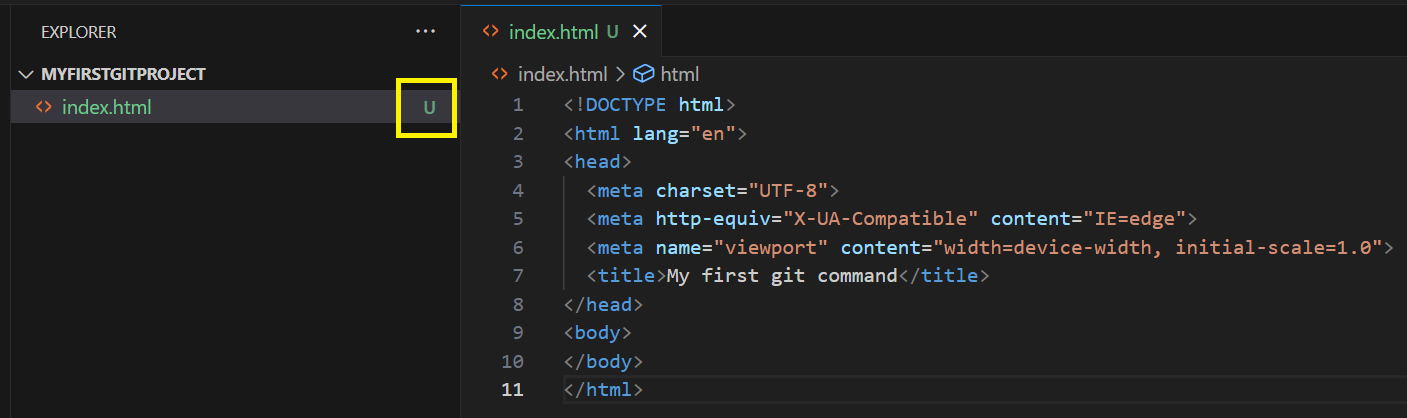 EXPLORER ···
MYFIRSTGITPROJECT
index.html U
index.html U
index.html > html
1 <!DOCTYPE html>
2 <html lang="en">
3 <head>
4 <meta charset="UTF-8">
5 <meta http-equiv="X-UA-Compatible" content="IE=edge">
6 <meta name="viewport" content="width=device-width, initial-scale=1.0">
7 <title>My first git command</title>
8 </head>
9 <body>
10 </body>
11 </html>